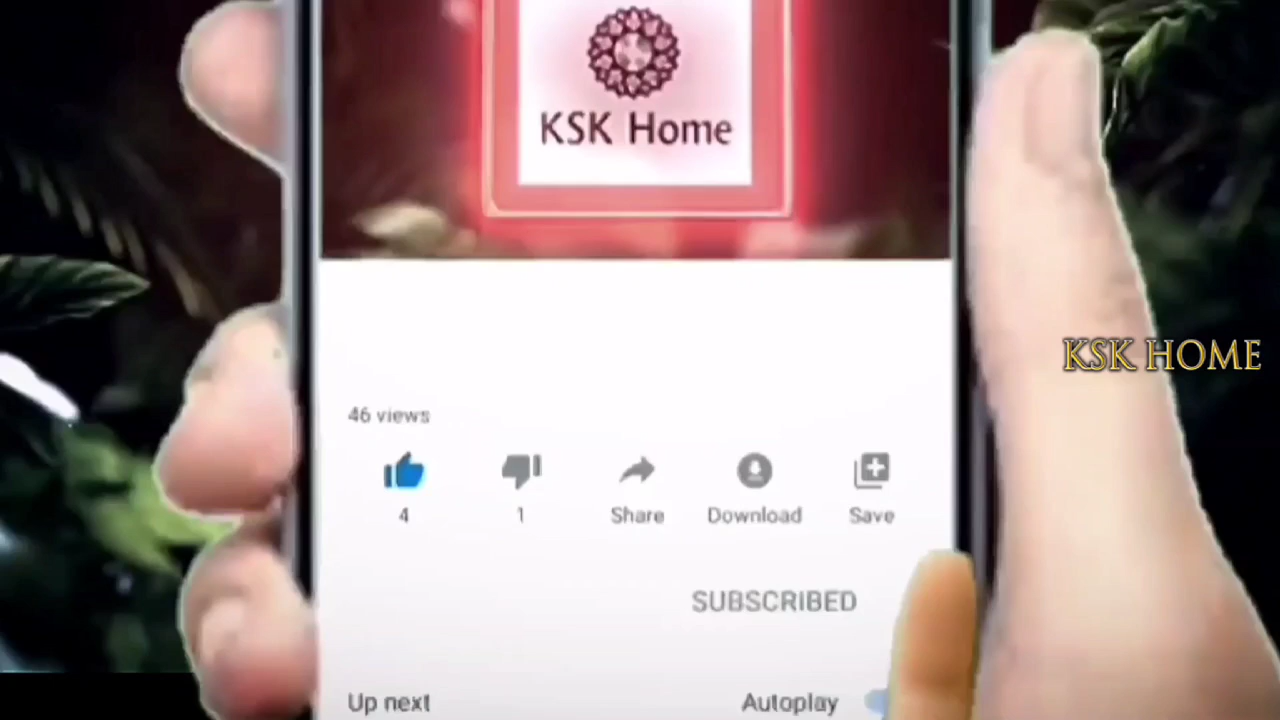 KSK Home
KSK HOME
46 views
4
1
Share
Download
Save
SUBSCRIBED
Up next
Autoplay